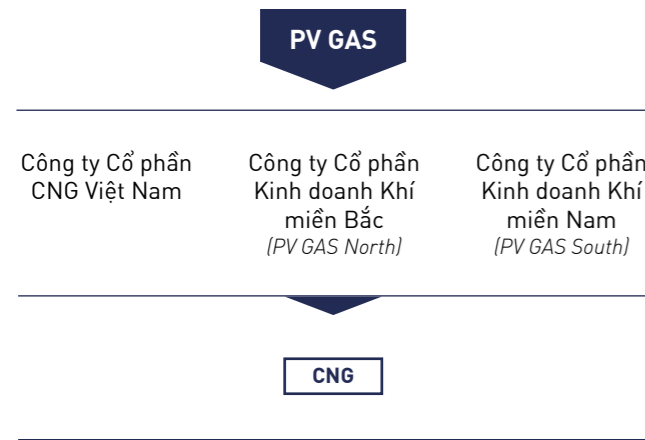 PV GAS
Công ty Cổ phần
CNG Việt Nam
Công ty Cổ phần
Kinh doanh Khí
miền Bắc
(PV GAS North)
Công ty Cổ phần
Kinh doanh Khí
miền Nam
(PV GAS South)
CNG